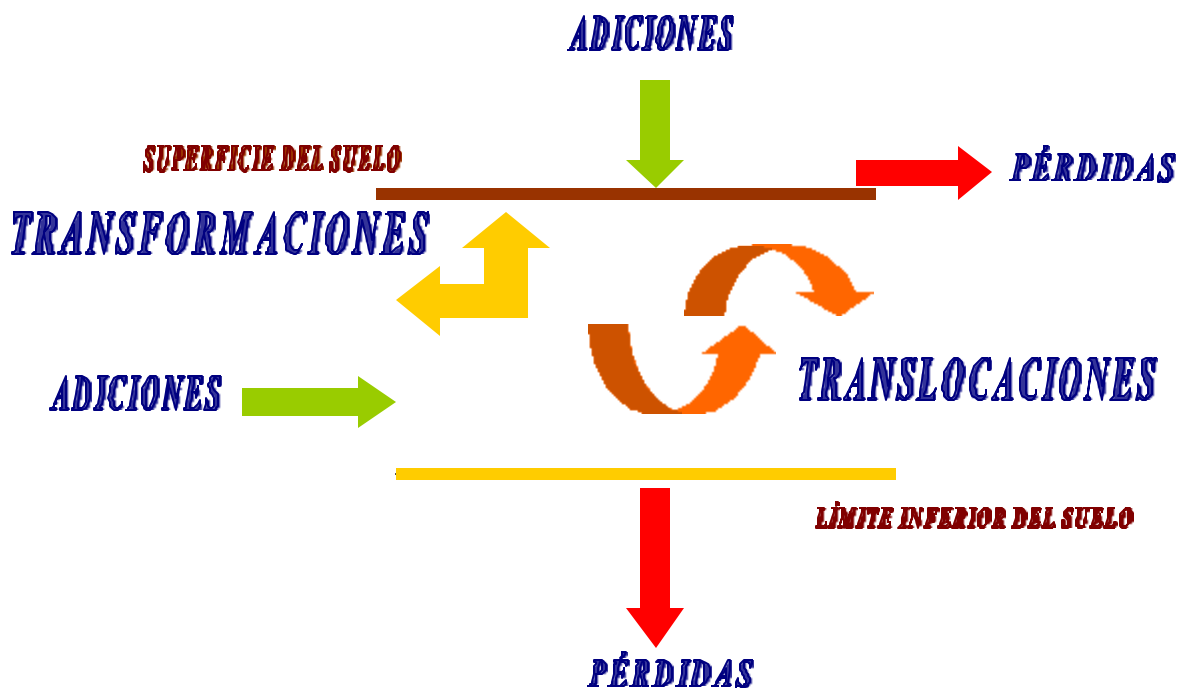 ADICIONES
SUPERFICIE DEL SUELO
PÉRDIDAS
TRANSFORMACIONES
ADICIONES
TRANSLOCACIONES
LÍMITE INFERIOR DEL SUELO
PÉRDIDAS